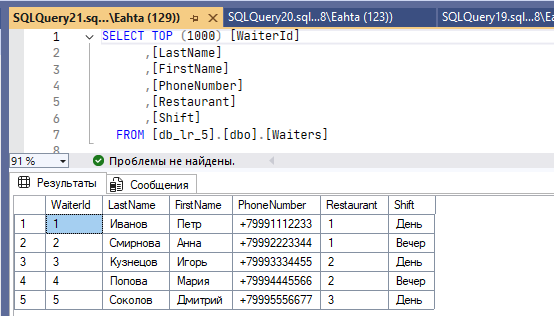 SQLQuery21.sql...\Eahta (129)) SQLQuery20.sql...8\Eahta (123)) SQLQuery19.sql...8\Ea
1 SELECT TOP (1000) [WaiterId]
2 ,[LastName]
3 ,[FirstName]
4 ,[PhoneNumber]
5 ,[Restaurant]
6 ,[Shift]
7 FROM [db_lr_5].[dbo].[Waiters]
91 % Проблемы не найдены.
Результаты Сообщения
WaiterId LastName FirstName PhoneNumber Restaurant Shift
1 1 Иванов Петр +79991112233 1 День
2 2 Смирнова Анна +79992223344 1 Вечер
3 3 Кузнецов Игорь +79993334455 2 День
4 4 Попова Мария +79994445566 2 Вечер
5 5 Соколов Дмитрий +79995556677 3 День